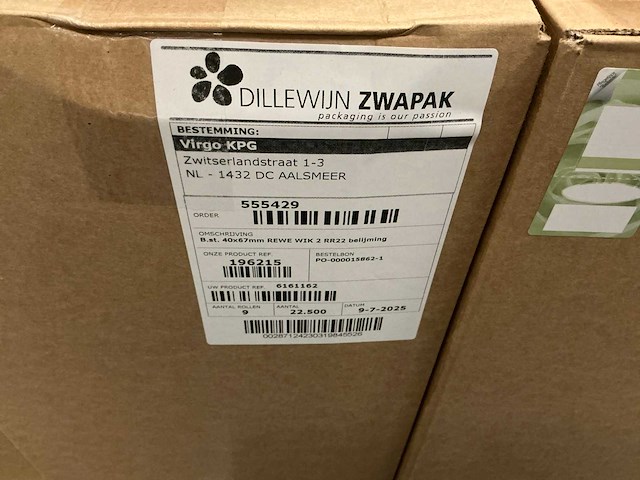 DILLEWIJN ZWAPAK
packaging is our passion
BESTEMMING:
Virgo KPG
Zwitserlandstraat 1-3
NL - 1432 DC AALSMEER
ORDER 555429
OMSCHRIJVING
B.st. 40x67mm REWE WIK 2 RR22 belijming
ONZE PRODUCT REF. BESTELBON
196215 PO-000015862-1
UW PRODUCT REF. 6161162
AANTAL ROLLEN AANTAL DATUM
9 22.500 9-7-2025
00287124230319845526